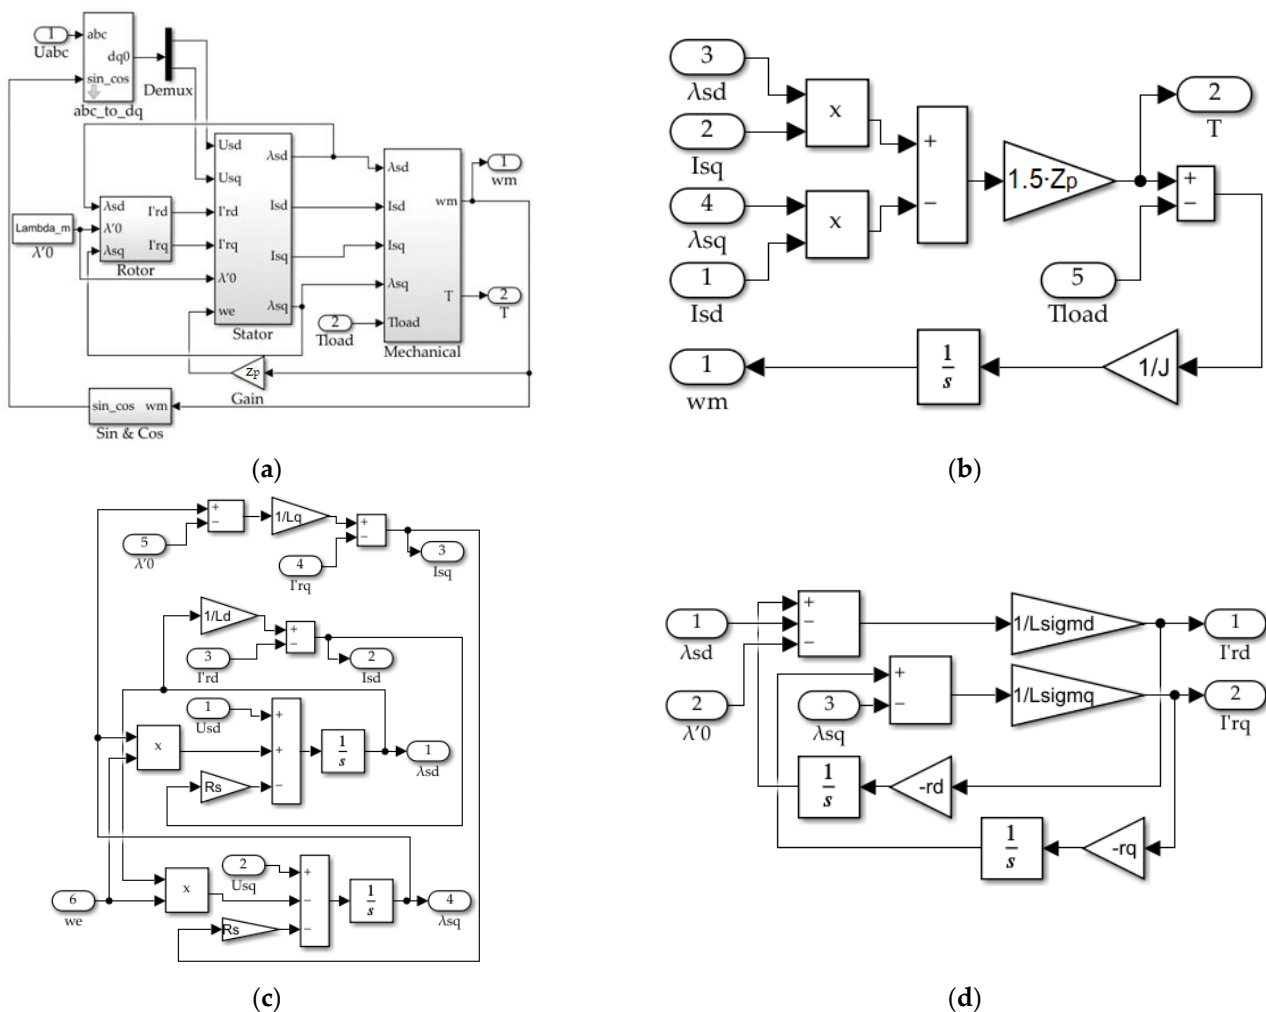 1
Uabc
abc
dq0
sin_cos
abc_to_dq
Demux
Usd
Usq
I'rd
I'rq
λ'0
we
λsd
Isd
Isq
λsq
Stator
λsd
λ'0
λsq
I'rd
I'rq
Rotor
Lambda_m
λ'0
λsd
Isd
Isq
λsq
Tload
wm
T
Mechanical
1
wm
2
T
2
Tload
zp
Gain
sin_cos wm
Sin & Cos
(a)
3
λsd
2
Isq
4
λsq
1
Isd
x
x
+
−
1.5·Zp
2
T
+
−
5
Tload
1/J
1
s
1
wm
(b)
5
λ'0
+
−
1/Lq
4
I'rq
+
−
3
Isq
1/Ld
3
I'rd
+
−
2
Isd
1
Usd
x
Rs
+
+
−
1
s
1
λsd
2
Usq
6
we
x
Rs
+
−
−
1
s
4
λsq
(c)
1
λsd
2
λ'0
+
−
−
3
λsq
+
−
1/Lsigmd
1/Lsigmq
1
I'rd
2
I'rq
1
s
-rd
1
s
-rq
(d)